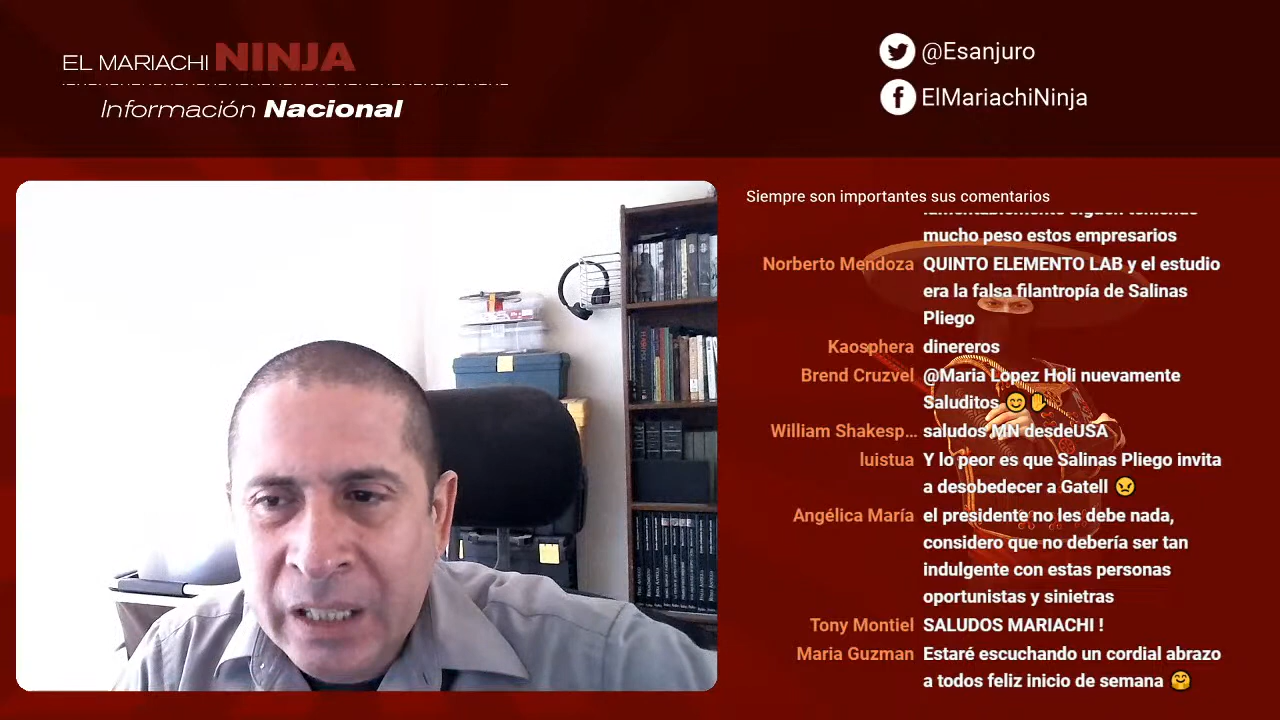 EL MARIACHI NINJA
Información Nacional
@Esanjuro
ElMariachiNinja
Siempre son importantes sus comentarios
mucho peso estos empresarios
Norberto Mendoza QUINTO ELEMENTO LAB y el estudio
era la falsa filantropía de Salinas
Pliego
Kaosphera dinereros
Brend Cruzvel @Maria Lopez Holi nuevamente
Saluditos 😊✋
William Shakesp... saludos MN desdeUSA
luistua Y lo peor es que Salinas Pliego invita
a desobedecer a Gatell 😠
Angélica María el presidente no les debe nada,
considero que no debería ser tan
indulgente con estas personas
oportunistas y sinietras
Tony Montiel SALUDOS MARIACHI !
Maria Guzman Estaré escuchando un cordial abrazo
a todos feliz inicio de semana 🤗